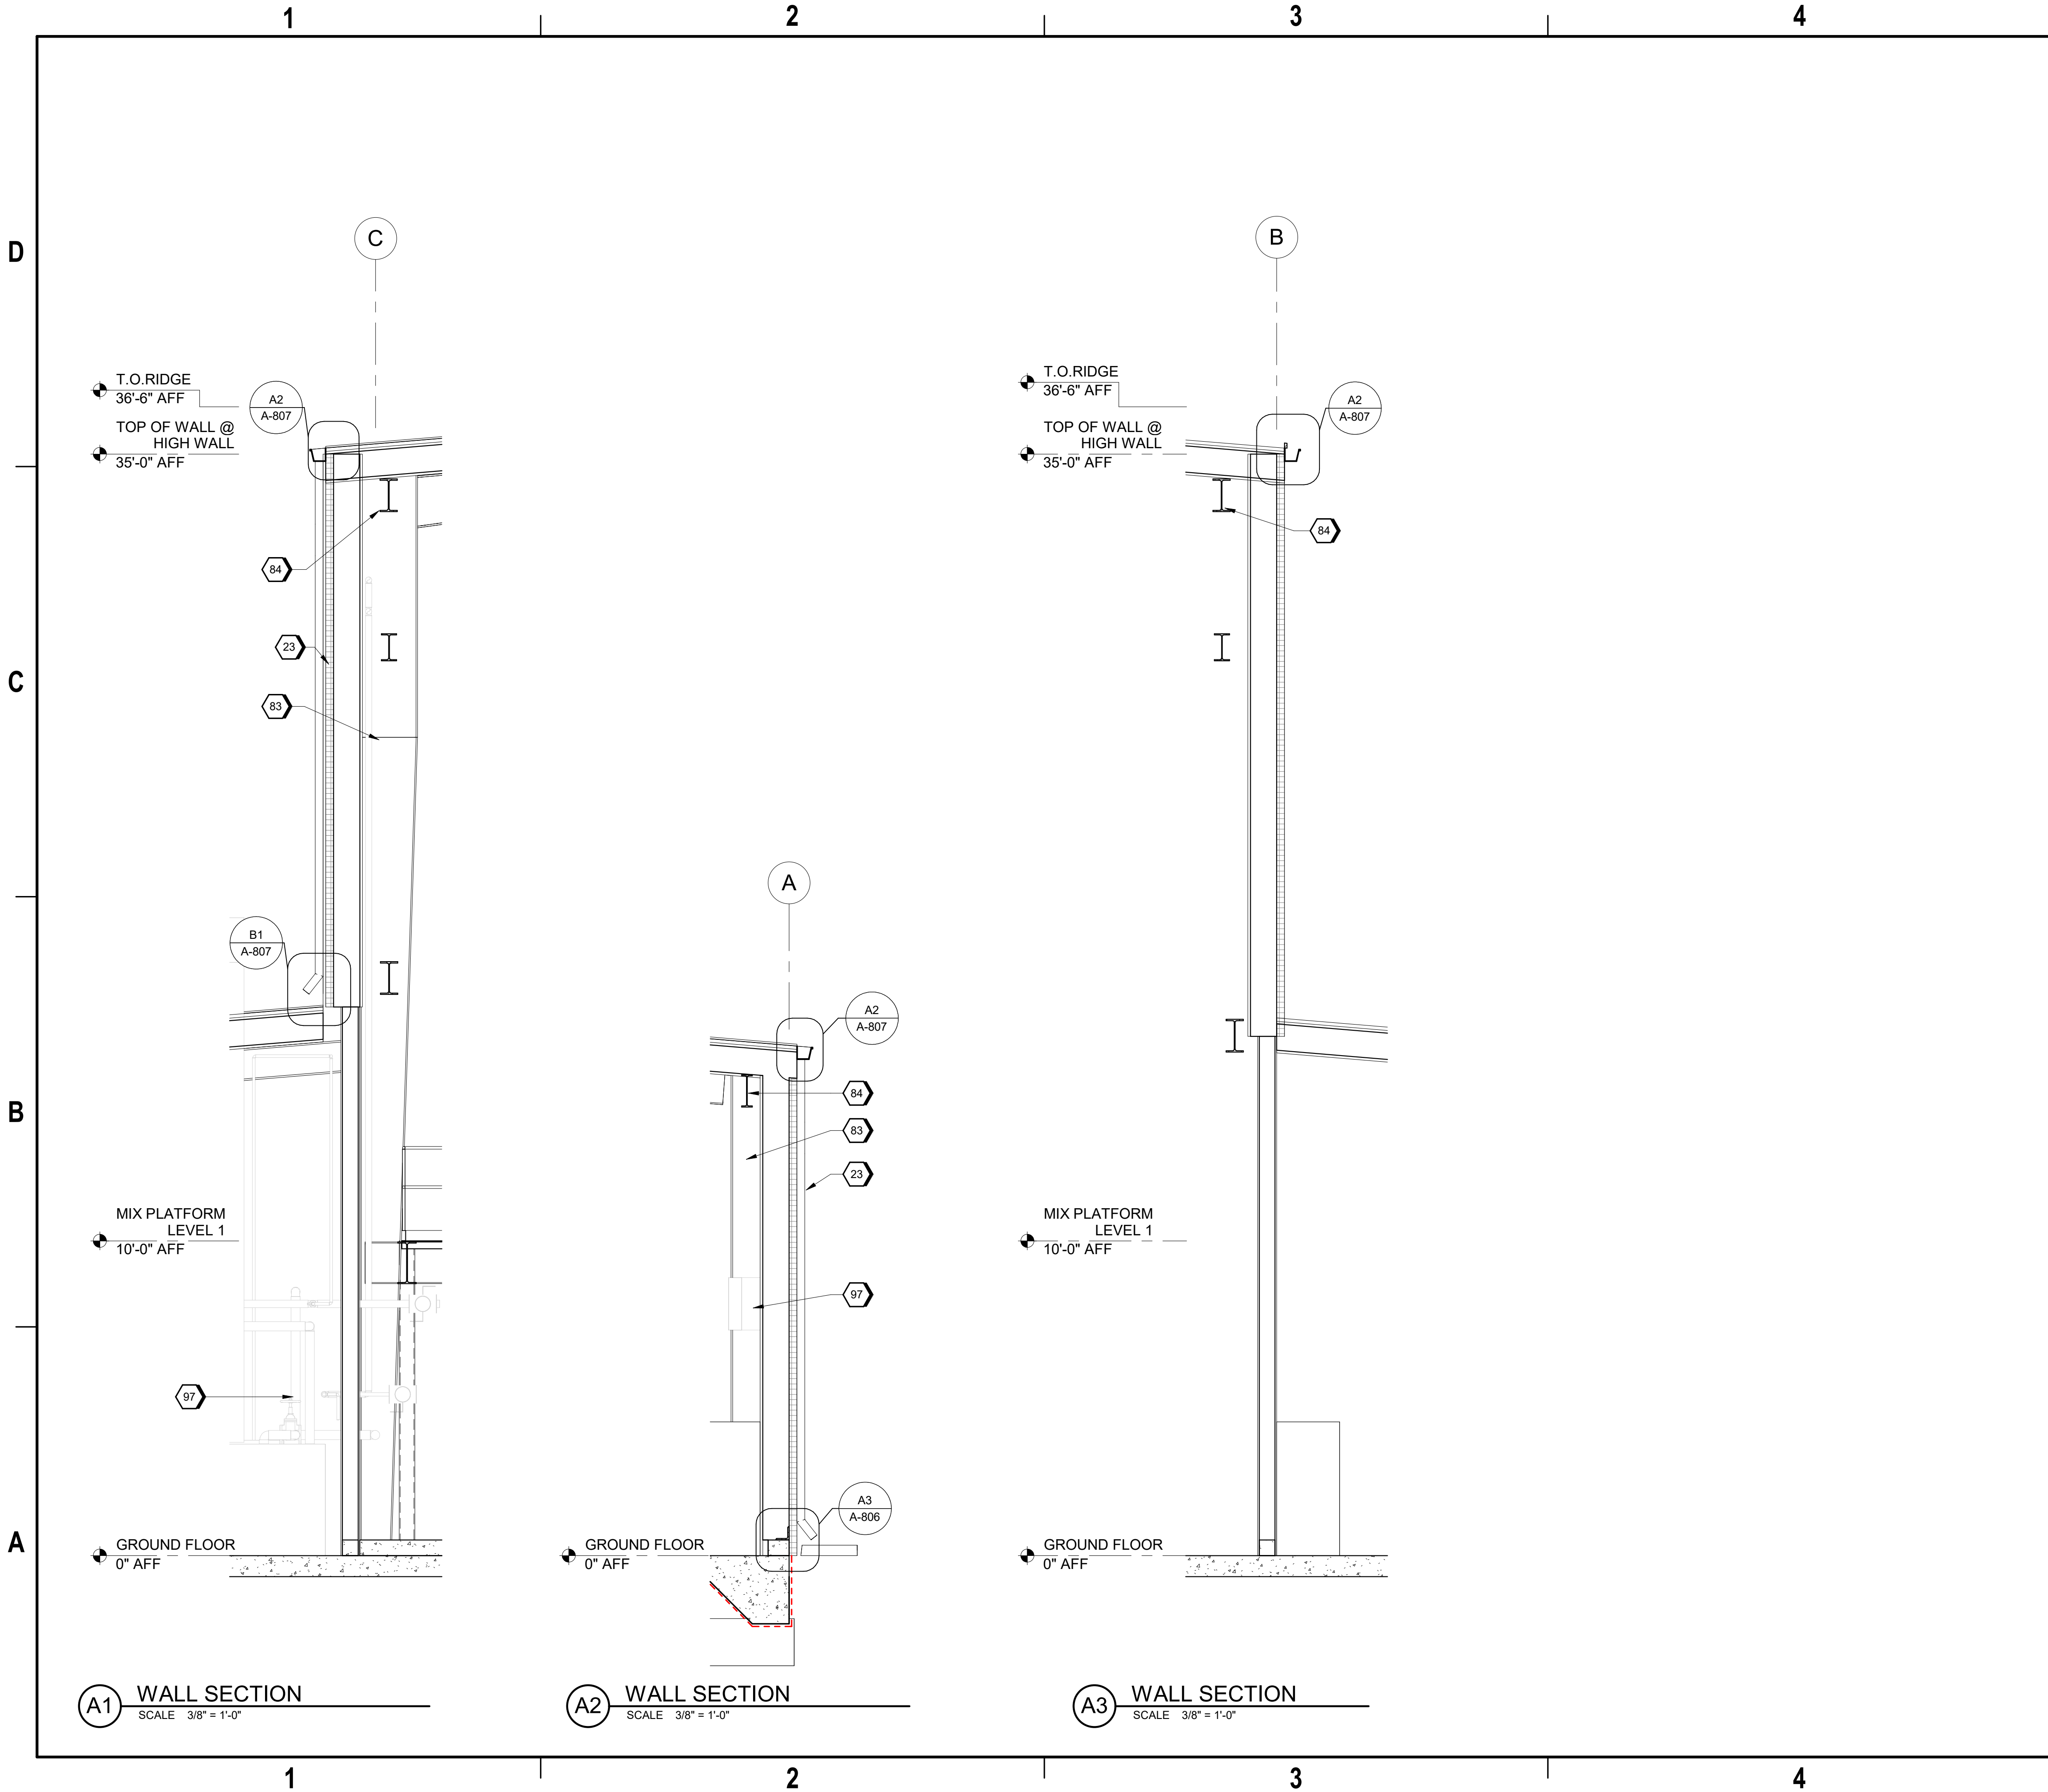 1
2
3
4
D
C
B
A
C
T.O.RIDGE
36'-6" AFF
A2
A-807
TOP OF WALL @
HIGH WALL
35'-0" AFF
84
23
83
B1
A-807
MIX PLATFORM
LEVEL 1
10'-0" AFF
97
GROUND FLOOR
0" AFF
A1
WALL SECTION
SCALE 3/8" = 1'-0"
A
A2
A-807
84
83
23
97
A3
A-806
GROUND FLOOR
0" AFF
A2
WALL SECTION
SCALE 3/8" = 1'-0"
B
T.O.RIDGE
36'-6" AFF
A2
A-807
TOP OF WALL @
HIGH WALL
35'-0" AFF
84
MIX PLATFORM
LEVEL 1
10'-0" AFF
GROUND FLOOR
0" AFF
A3
WALL SECTION
SCALE 3/8" = 1'-0"
1
2
3
4